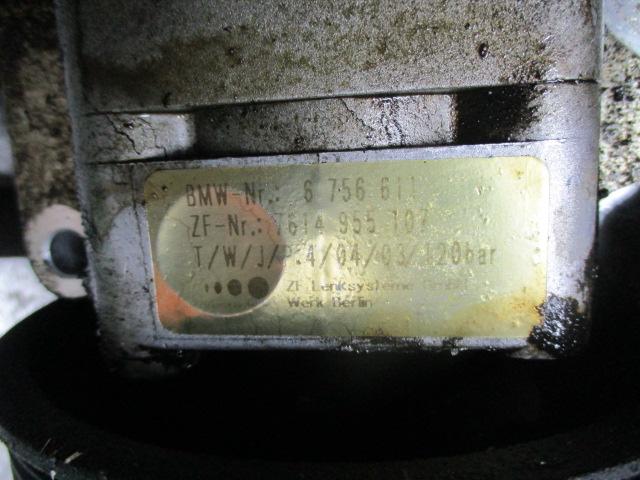 BMW-Nr.: 6 756 611
ZF-Nr.: 7614 955 107
T/W/J/P.4/04/03/120bar
ZF Lenksysteme GmbH
Werk Berlin